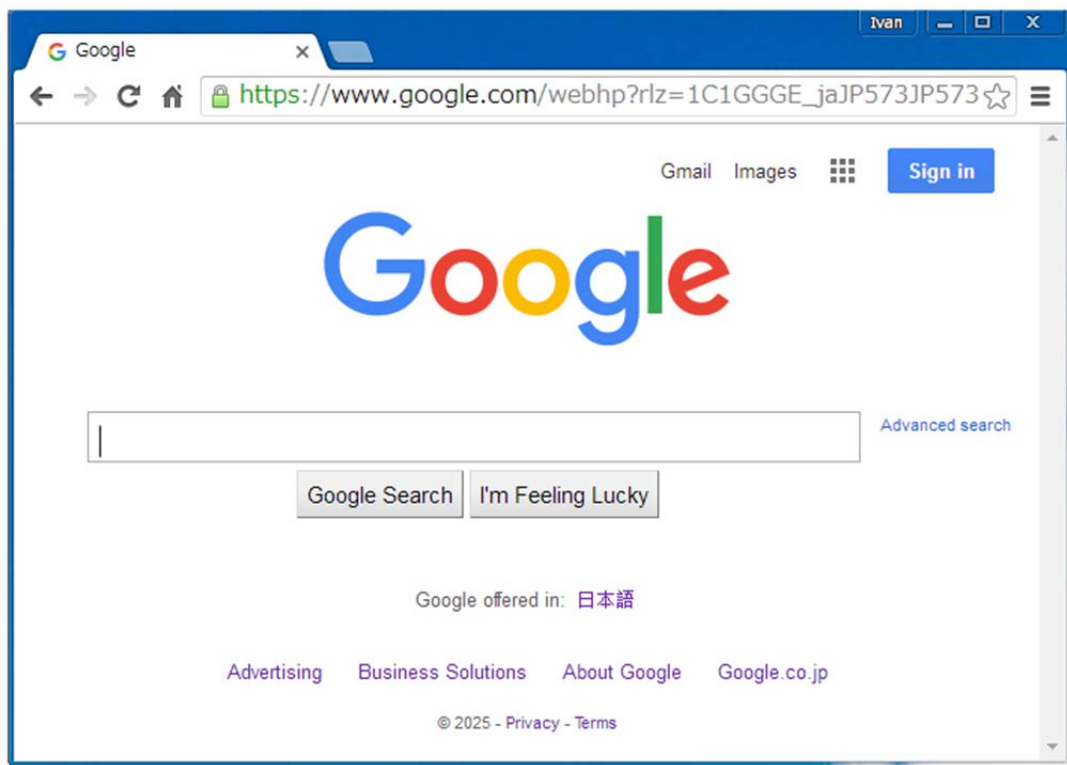 Ivan
Google
https://www.google.com/webhp?rlz=1C1GGGE_jaJP573JP573
Gmail Images Sign in
Google
Advanced search
Google Search I'm Feeling Lucky
Google offered in: 日本語
Advertising Business Solutions About Google Google.co.jp
© 2025 - Privacy - Terms